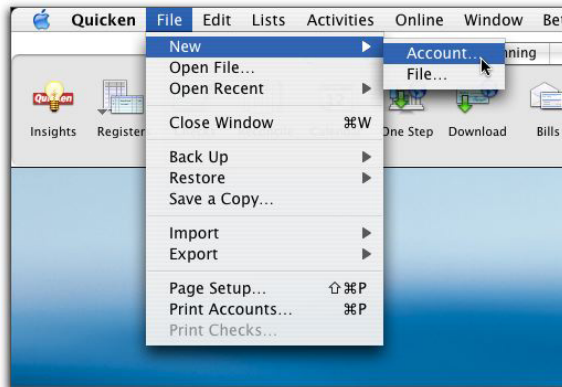 Quicken File Edit Lists Activities Online Window
New
Account...
File...
Open File...
Open Recent
Close Window ⌘W
Back Up
Restore
Save a Copy...
Import
Export
Page Setup... ⇧⌘P
Print Accounts... ⌘P
Print Checks...
Quicken
Insights Register One Step Download Bills